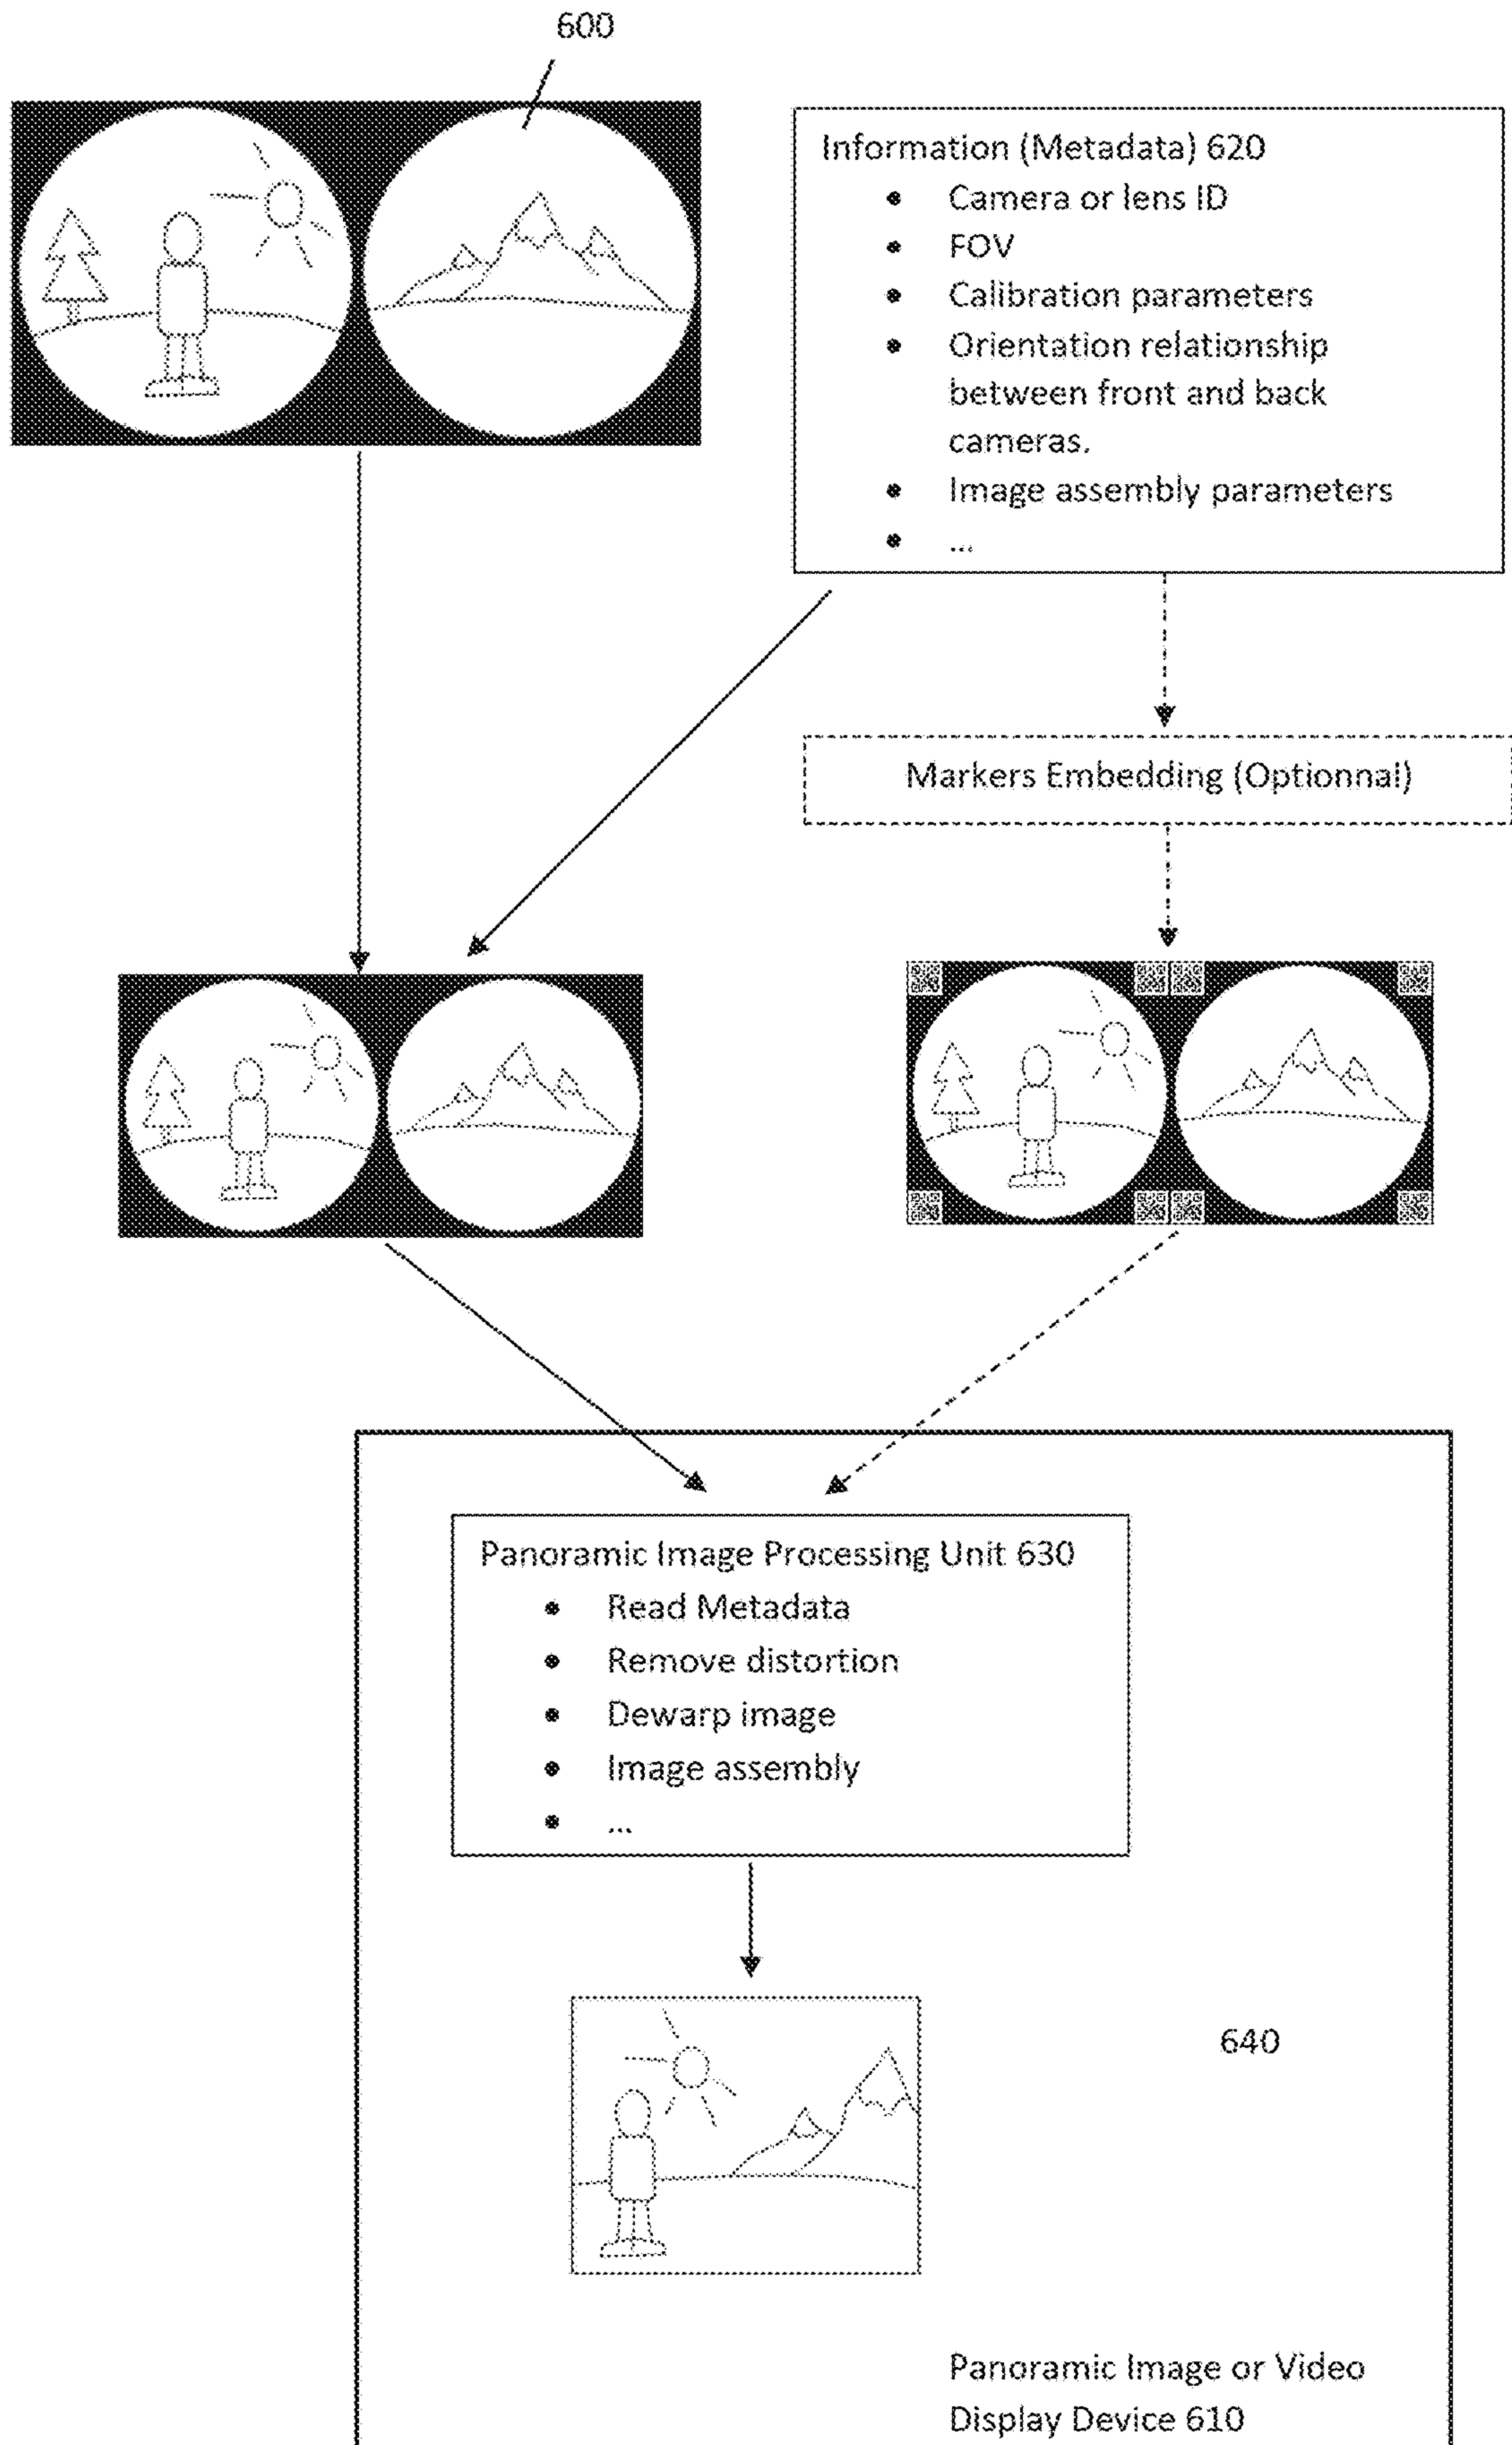 600
Information (Metadata) 620
• Camera or lens ID
• FOV
• Calibration parameters
• Orientation relationship
between front and back
cameras.
• Image assembly parameters
• ...
Markers Embedding (Optionnal)
Panoramic Image Processing Unit 630
• Read Metadata
• Remove distortion
• Dewarp image
• Image assembly
• ...
640
Panoramic Image or Video
Display Device 610